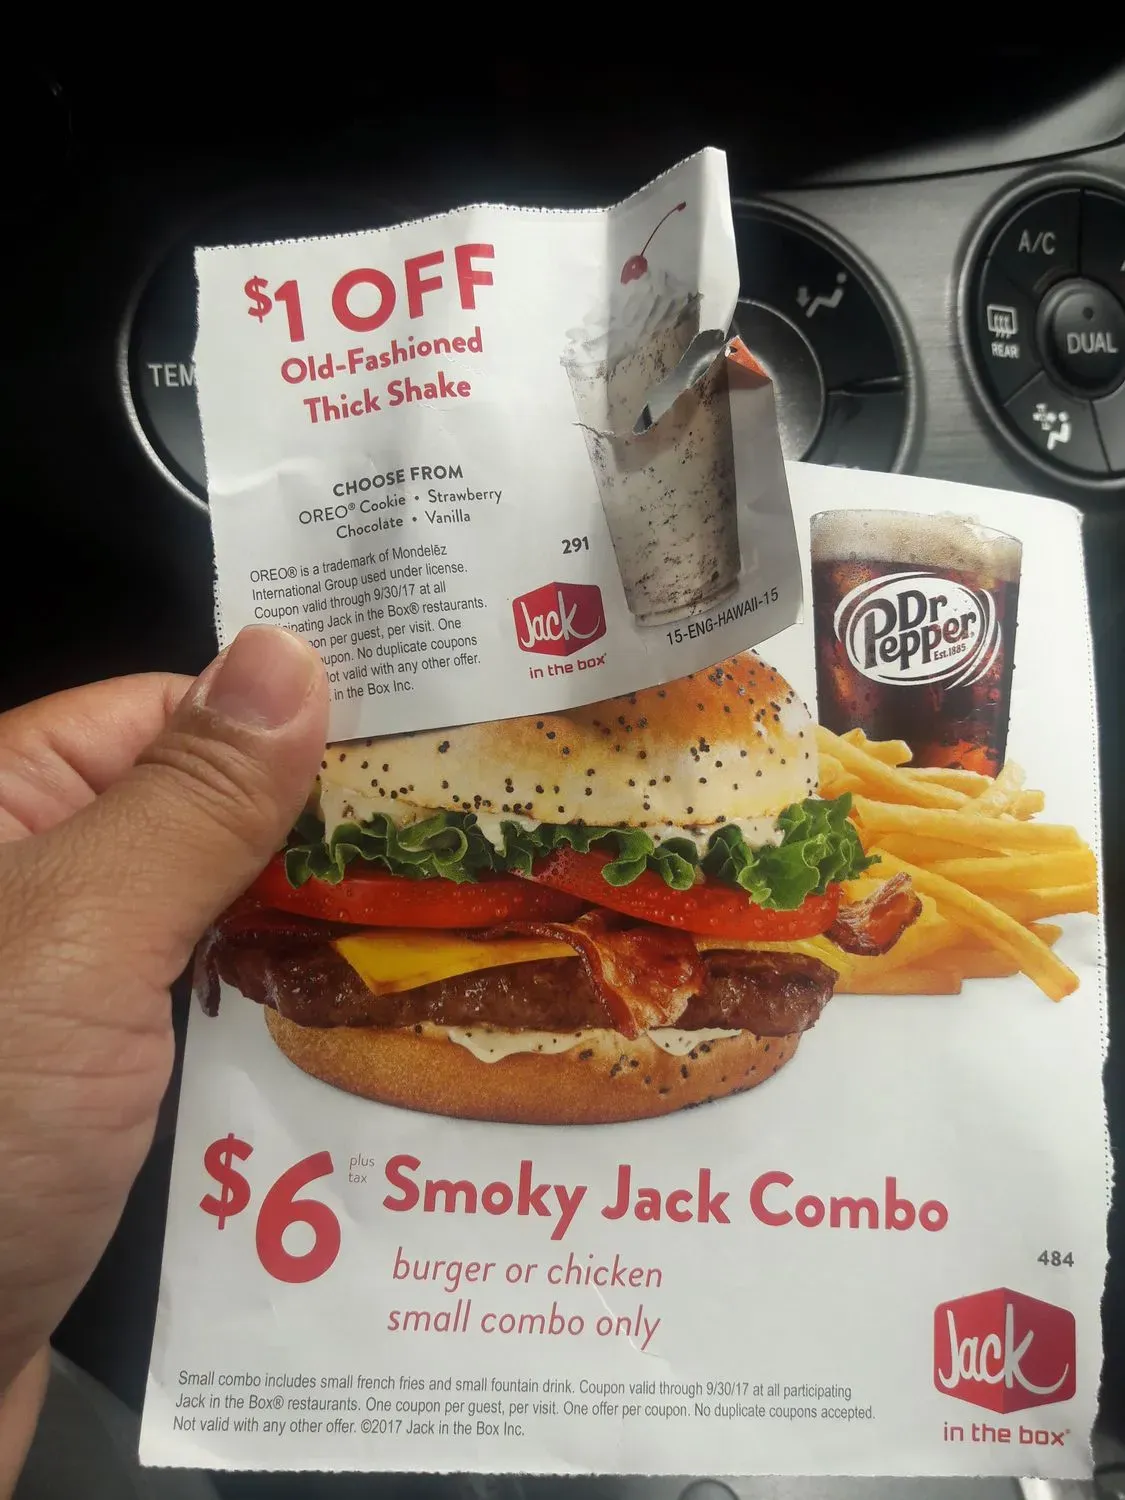 $1 OFF
Old-Fashioned
Thick Shake
CHOOSE FROM
OREO® Cookie • Strawberry
Chocolate • Vanilla
OREO® is a trademark of Mondelēz
International Group used under license.
Coupon valid through 9/30/17 at all
Jack in the Box® restaurants.
per guest, per visit. One
No duplicate coupons
valid with any other offer.
in the Box Inc.
291
Jack
in the box®
15-ENG-HAWAII-15
TEM
A/C
REAR
DUAL
Dr
Pepper
Est.1885
$6 plus tax Smoky Jack Combo
burger or chicken
small combo only
484
Jack
in the box®
Small combo includes small french fries and small fountain drink. Coupon valid through 9/30/17 at all participating
Jack in the Box® restaurants. One coupon per guest, per visit. One offer per coupon. No duplicate coupons accepted.
Not valid with any other offer. ©2017 Jack in the Box Inc.